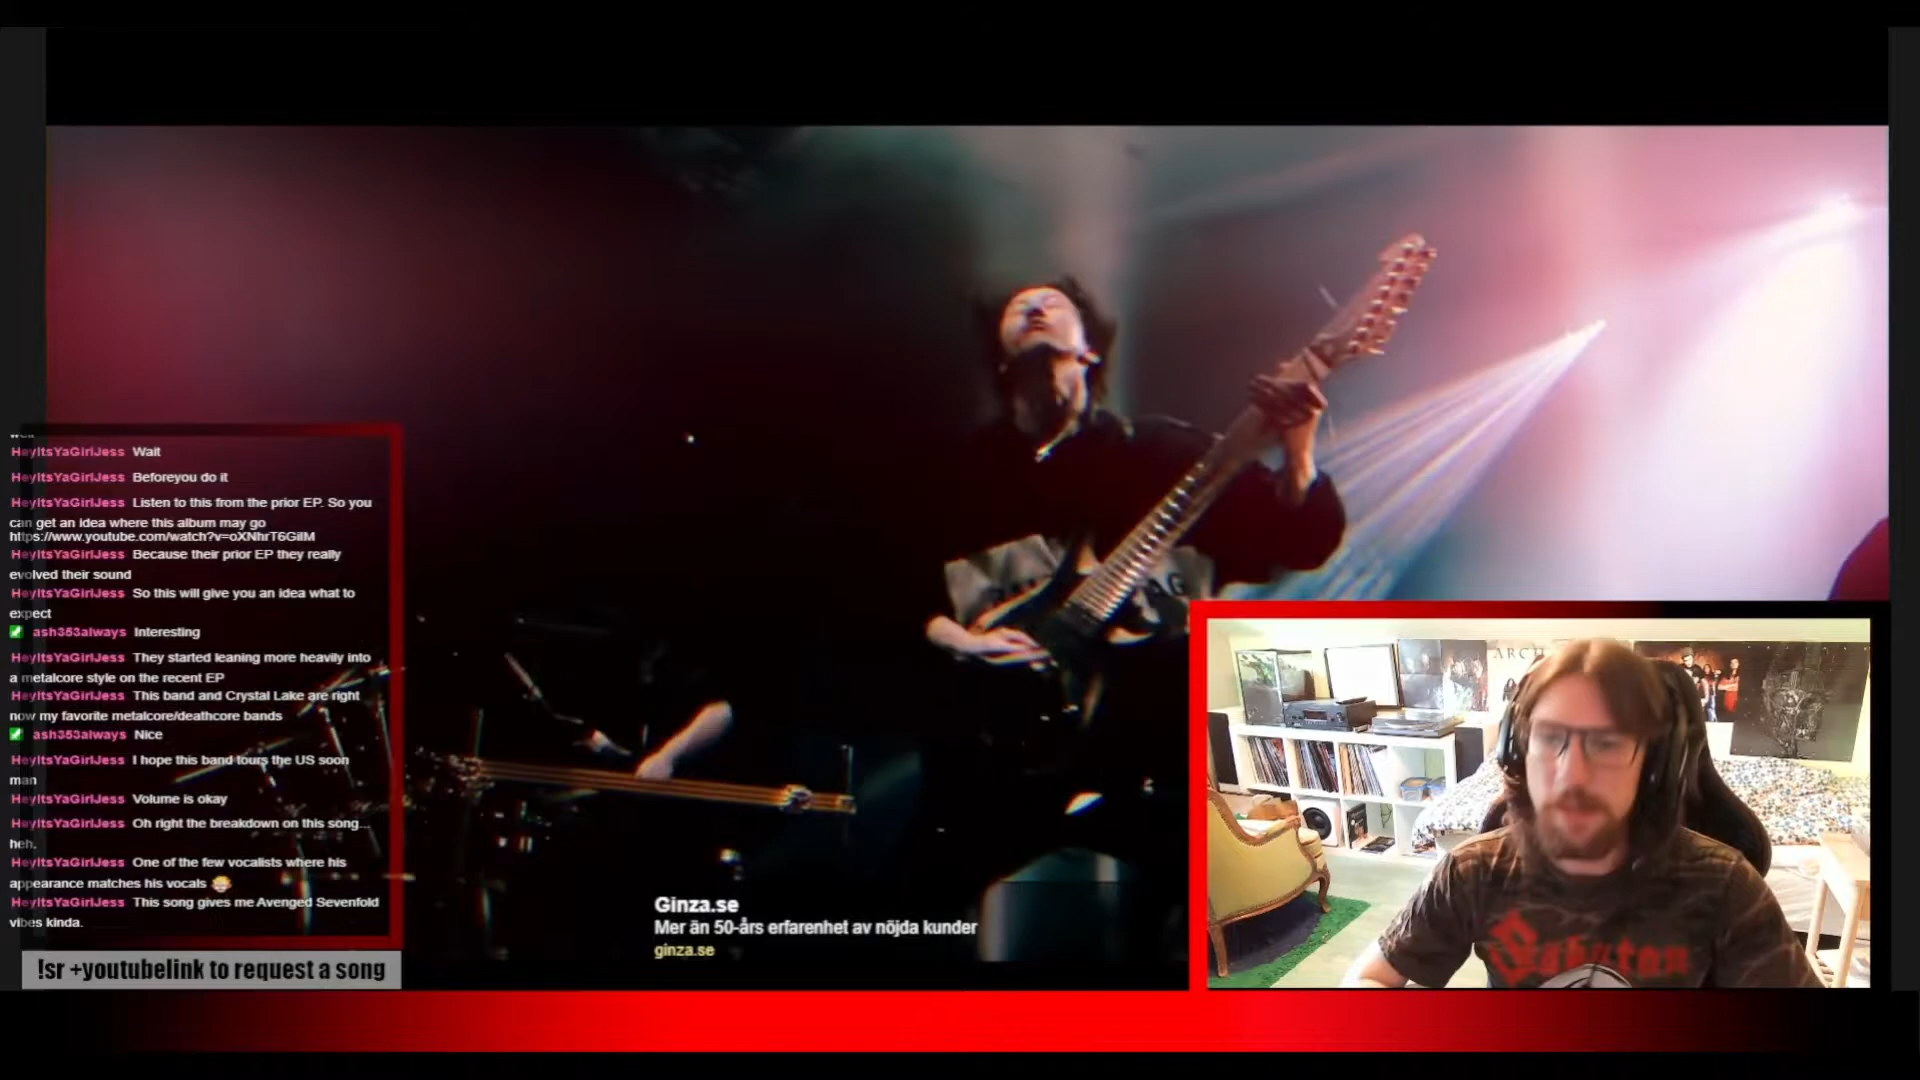 HeyItsYaGirlJess Wait
HeyItsYaGirlJess Beforeyou do it
HeyItsYaGirlJess Listen to this from the prior EP. So you
can get an idea where this album may go
https://www.youtube.com/watch?v=oXNhrT6GilM
HeyItsYaGirlJess Because their prior EP they really
evolved their sound
HeyItsYaGirlJess So this will give you an idea what to
expect
ash353always Interesting
HeyItsYaGirlJess They started leaning more heavily into
a metalcore style on the recent EP
HeyItsYaGirlJess This band and Crystal Lake are right
now my favorite metalcore/deathcore bands
ash353always Nice
HeyItsYaGirlJess I hope this band tours the US soon
man
HeyItsYaGirlJess Volume is okay
HeyItsYaGirlJess Oh right the breakdown on this song...
heh.
HeyItsYaGirlJess One of the few vocalists where his
appearance matches his vocals
HeyItsYaGirlJess This song gives me Avenged Sevenfold
vibes kinda.
!sr +youtubelink to request a song
Ginza.se
Mer än 50-års erfarenhet av nöjda kunder
ginza.se
ARCH
Sabaton